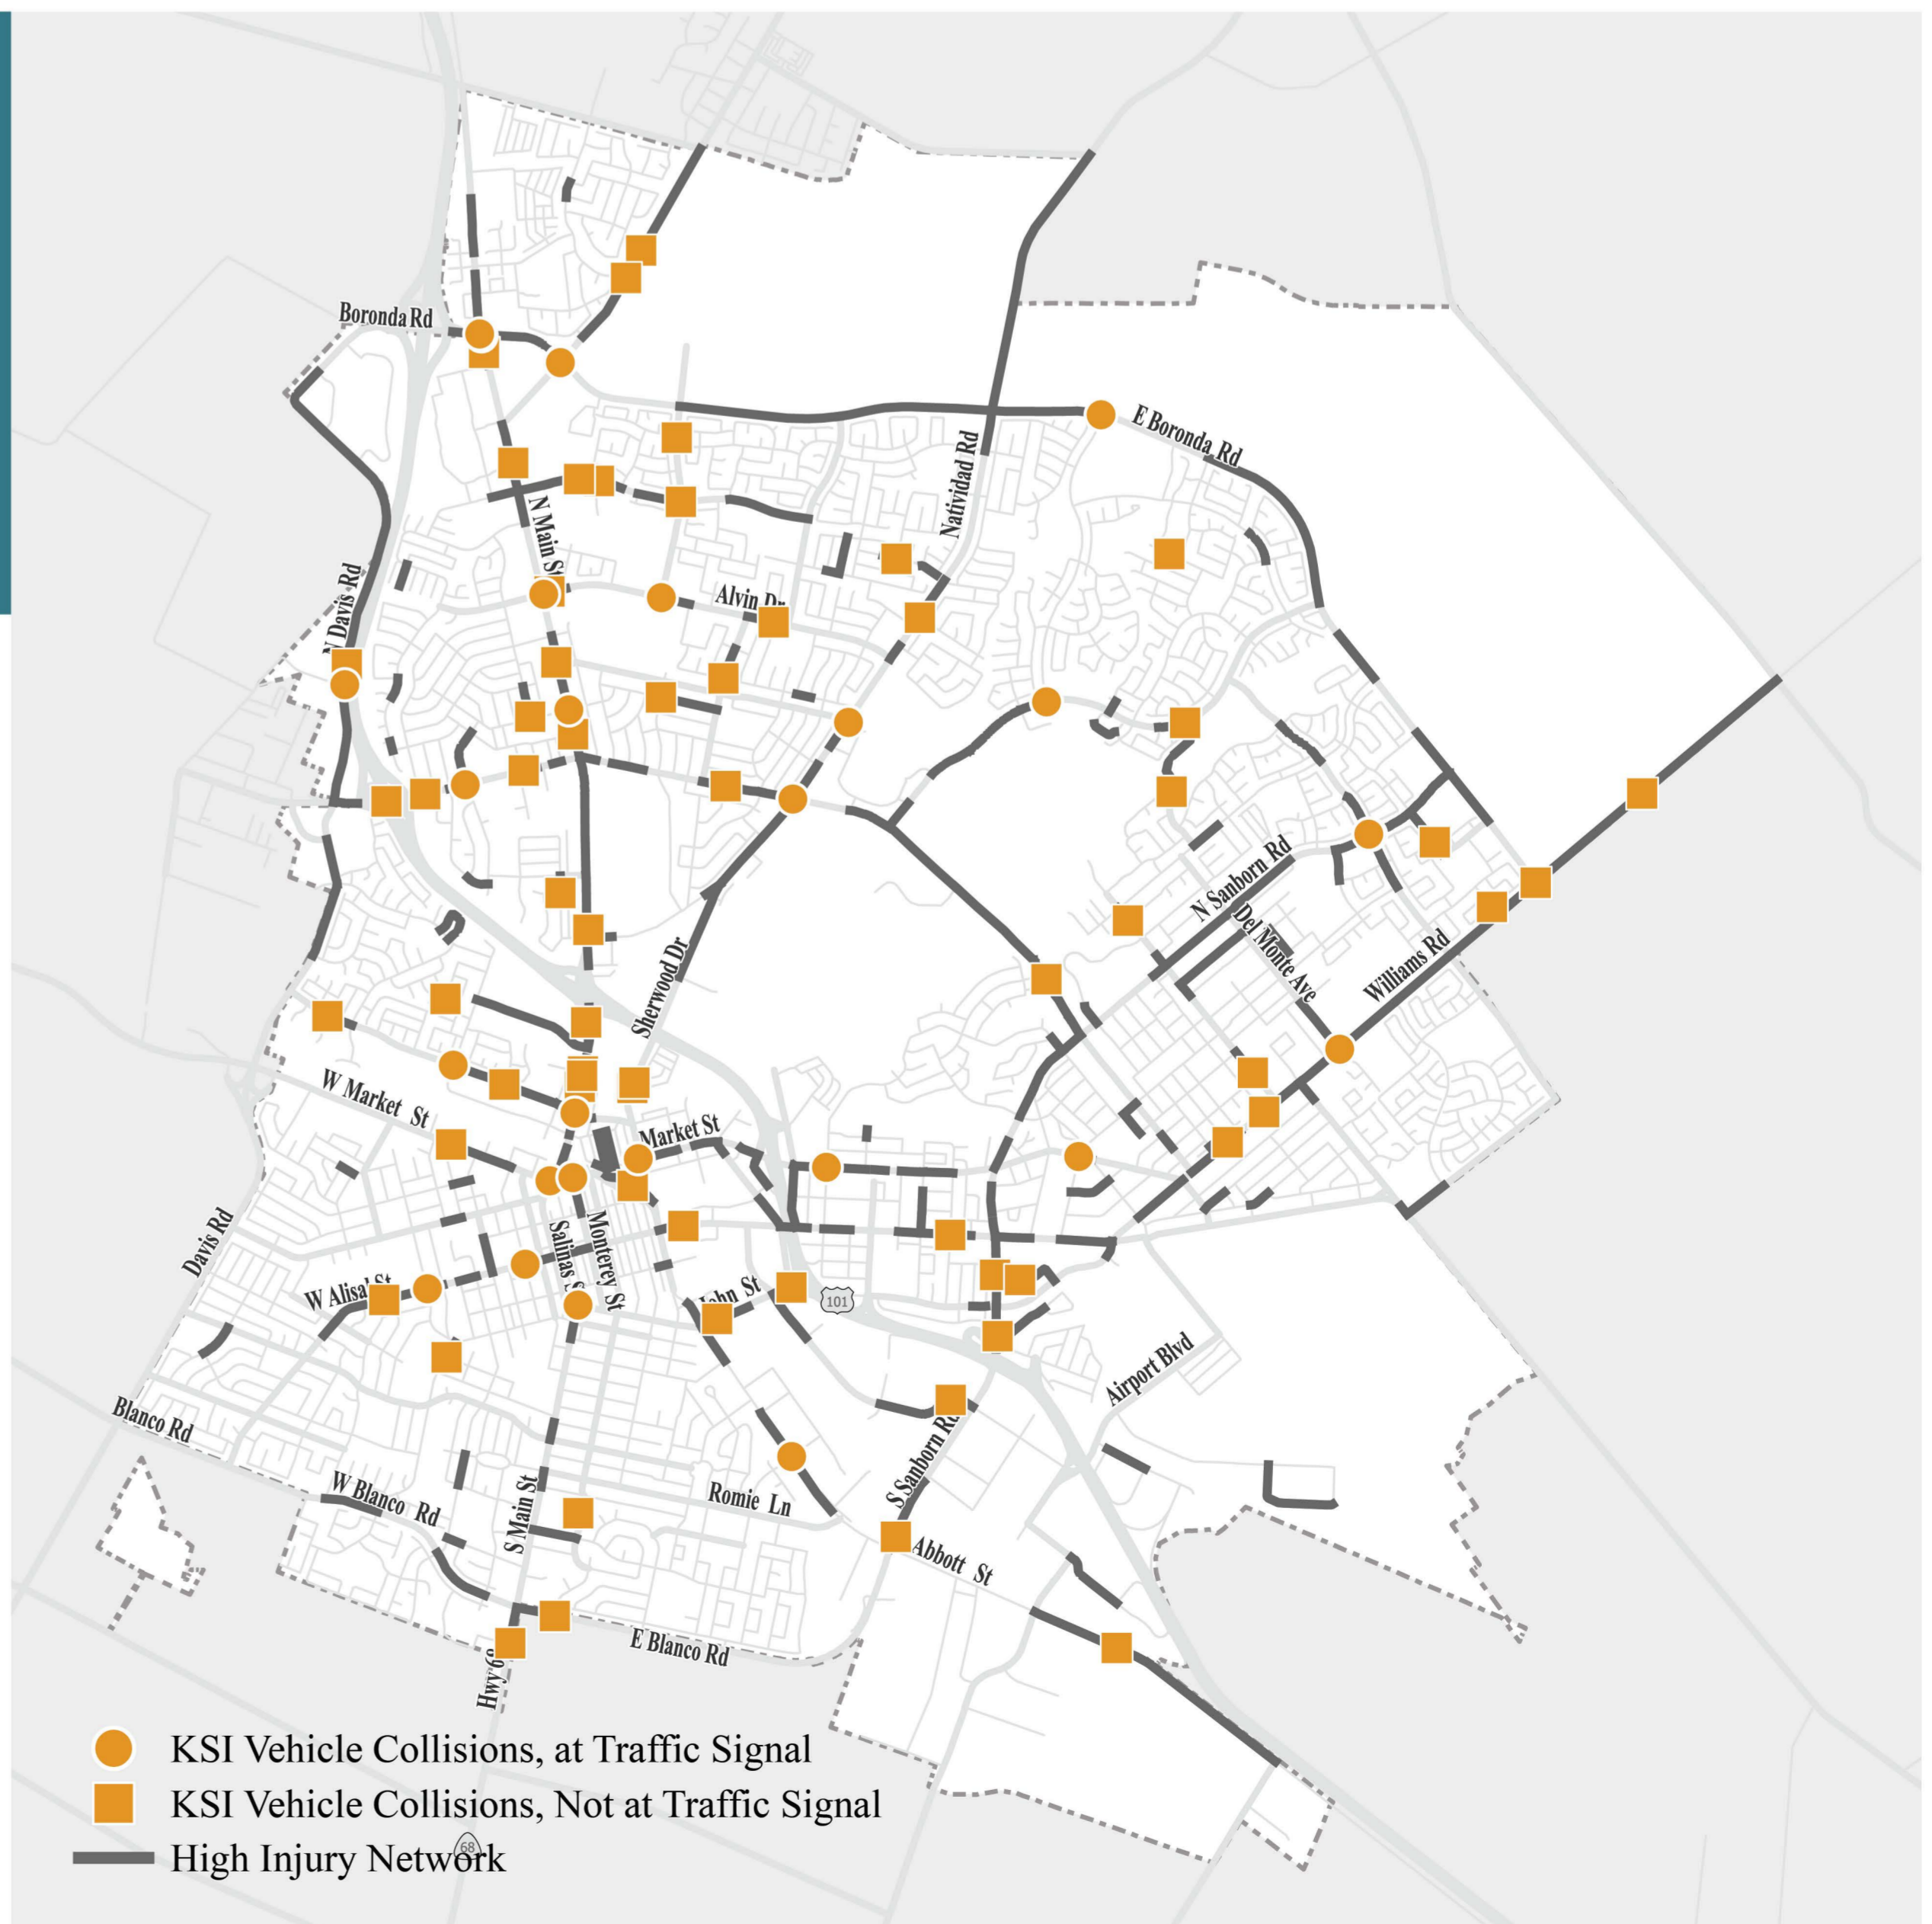 Boronda Rd
E Boronda Rd
Natividad Rd
N Main St
N Davis Rd
Alvin Dr
N Sanborn Rd
Del Monte Ave
Williams Rd
Sherwood Dr
W Market St
Market St
Davis Rd
Salinas S
Monterey St
W Alisal St
John St
101
Airport Blvd
Blanco Rd
S Sanborn Rd
W Blanco Rd
S Main St
Romie Ln
Abbott St
E Blanco Rd
Hwy 68
KSI Vehicle Collisions, at Traffic Signal
KSI Vehicle Collisions, Not at Traffic Signal
High Injury Network
68